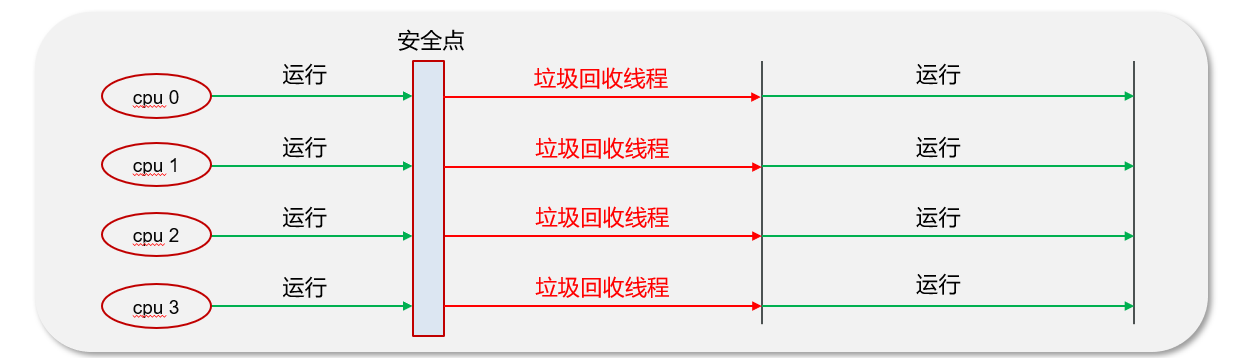 安全点
运行
垃圾回收线程
运行
cpu 0
运行
垃圾回收线程
运行
cpu 1
运行
垃圾回收线程
运行
cpu 2
运行
垃圾回收线程
运行
cpu 3